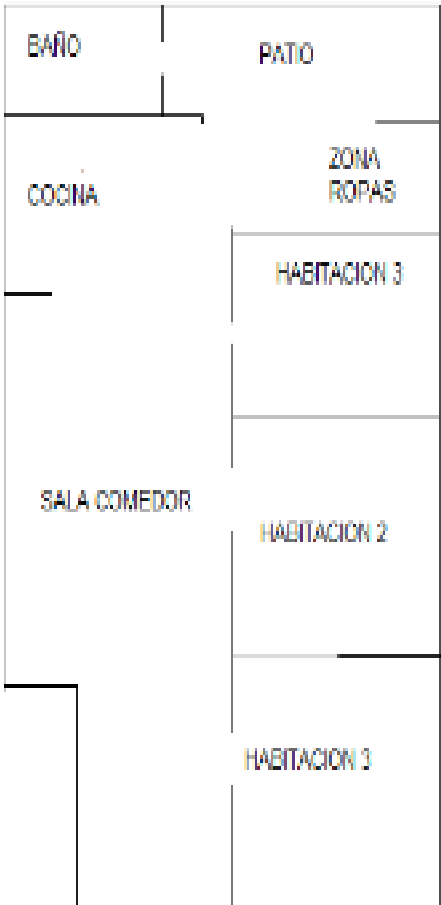 BAÑO
PATIO
ZONA
ROPAS
COCINA
HABITACION 3
SALA COMEDOR
HABITACION 2
HABITACION 3